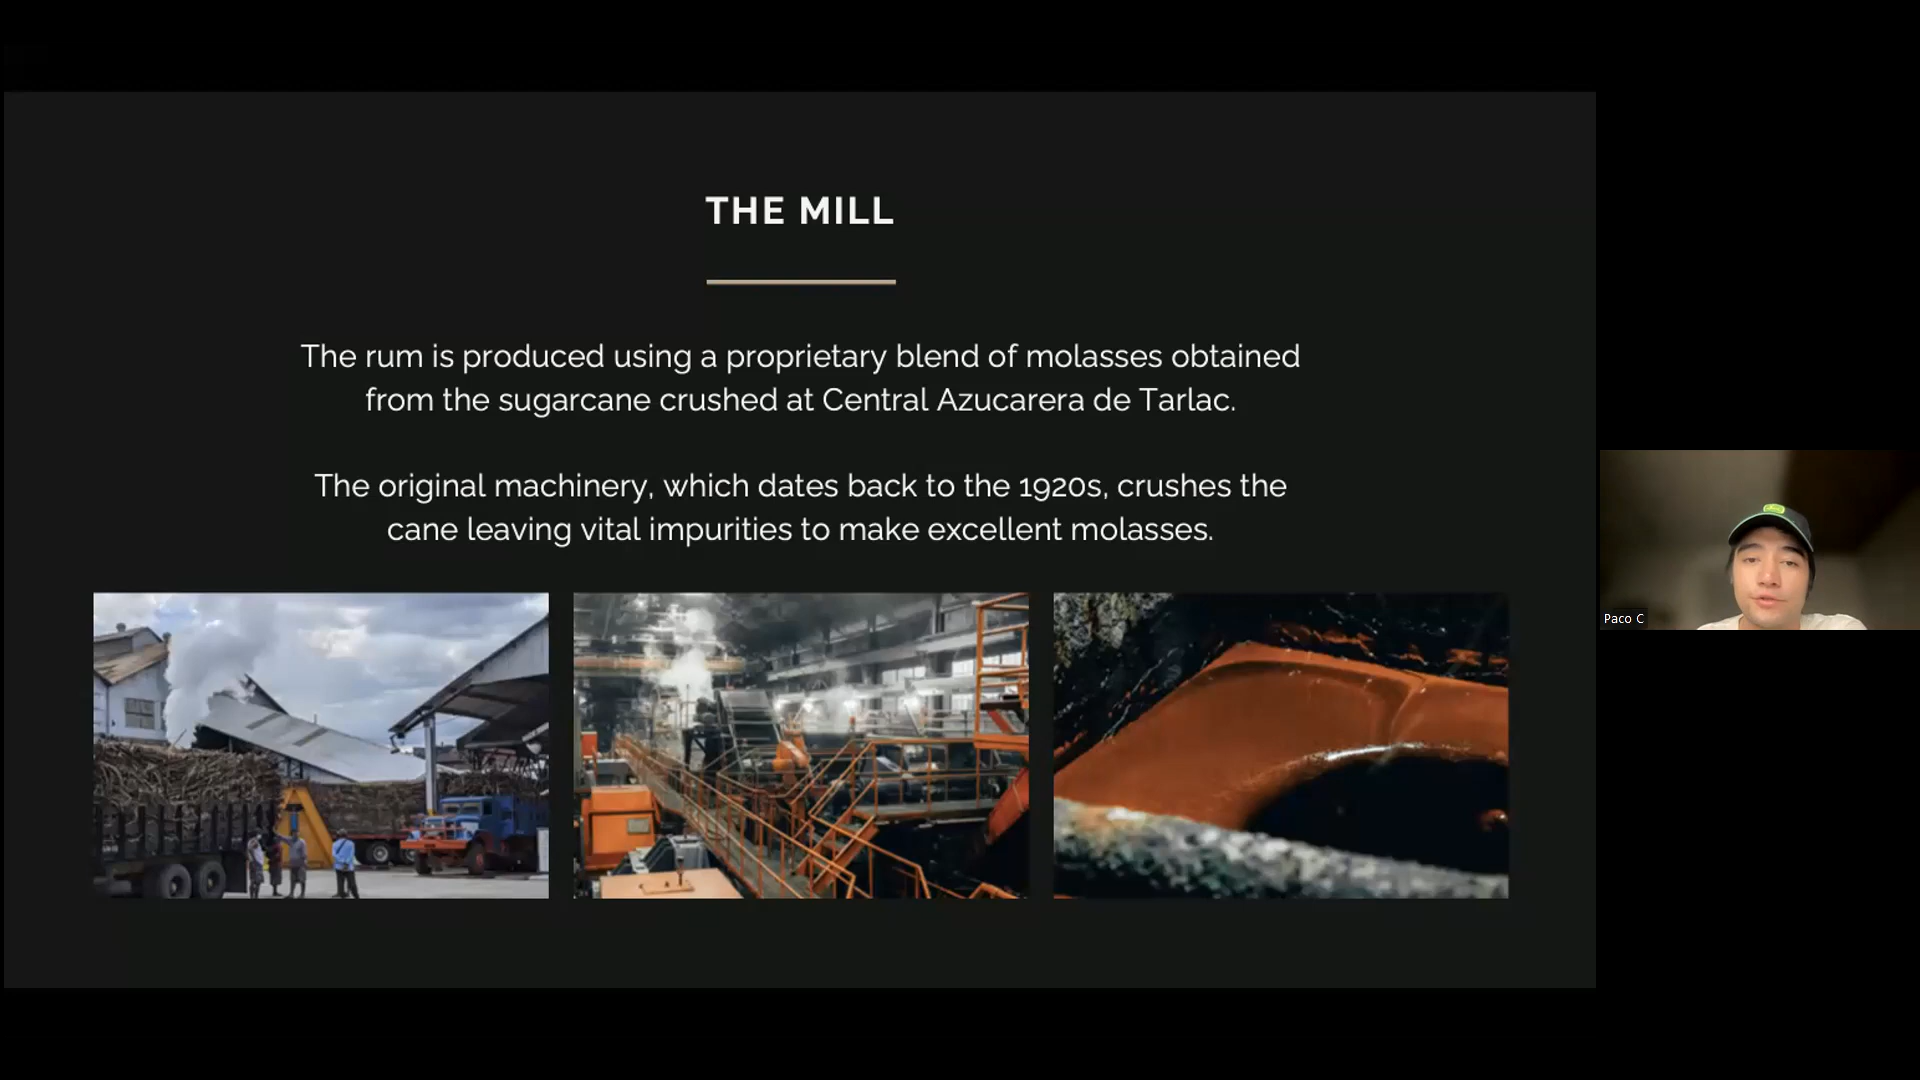 THE MILL
The rum is produced using a proprietary blend of molasses obtained
from the sugarcane crushed at Central Azucarera de Tarlac.
The original machinery, which dates back to the 1920s, crushes the
cane leaving vital impurities to make excellent molasses.
Paco C